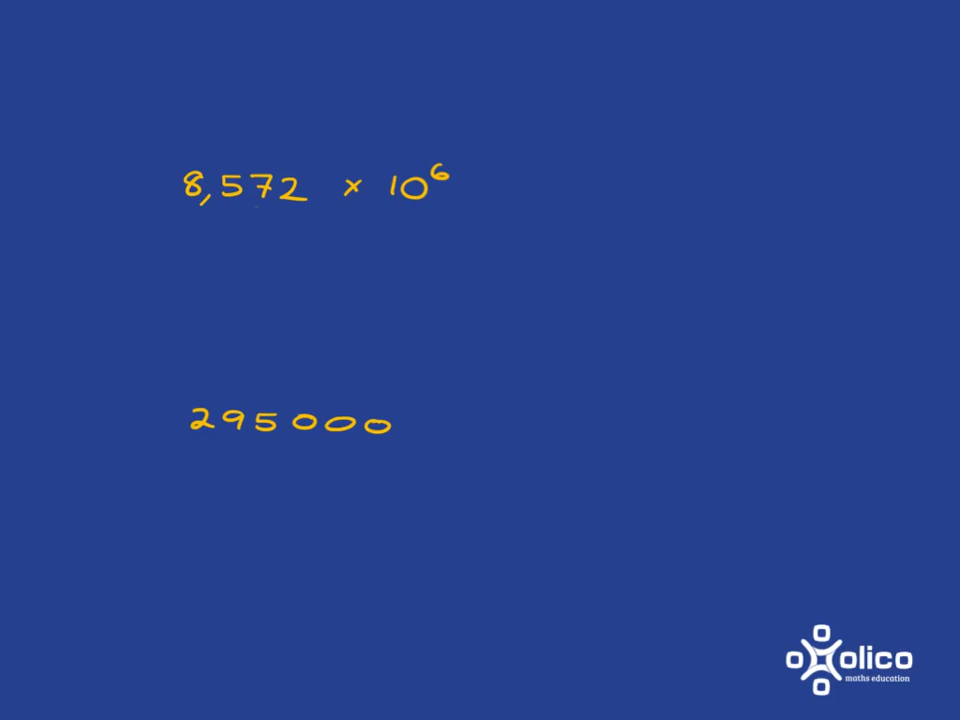 8,572 × 10⁶
295000
olico
maths education